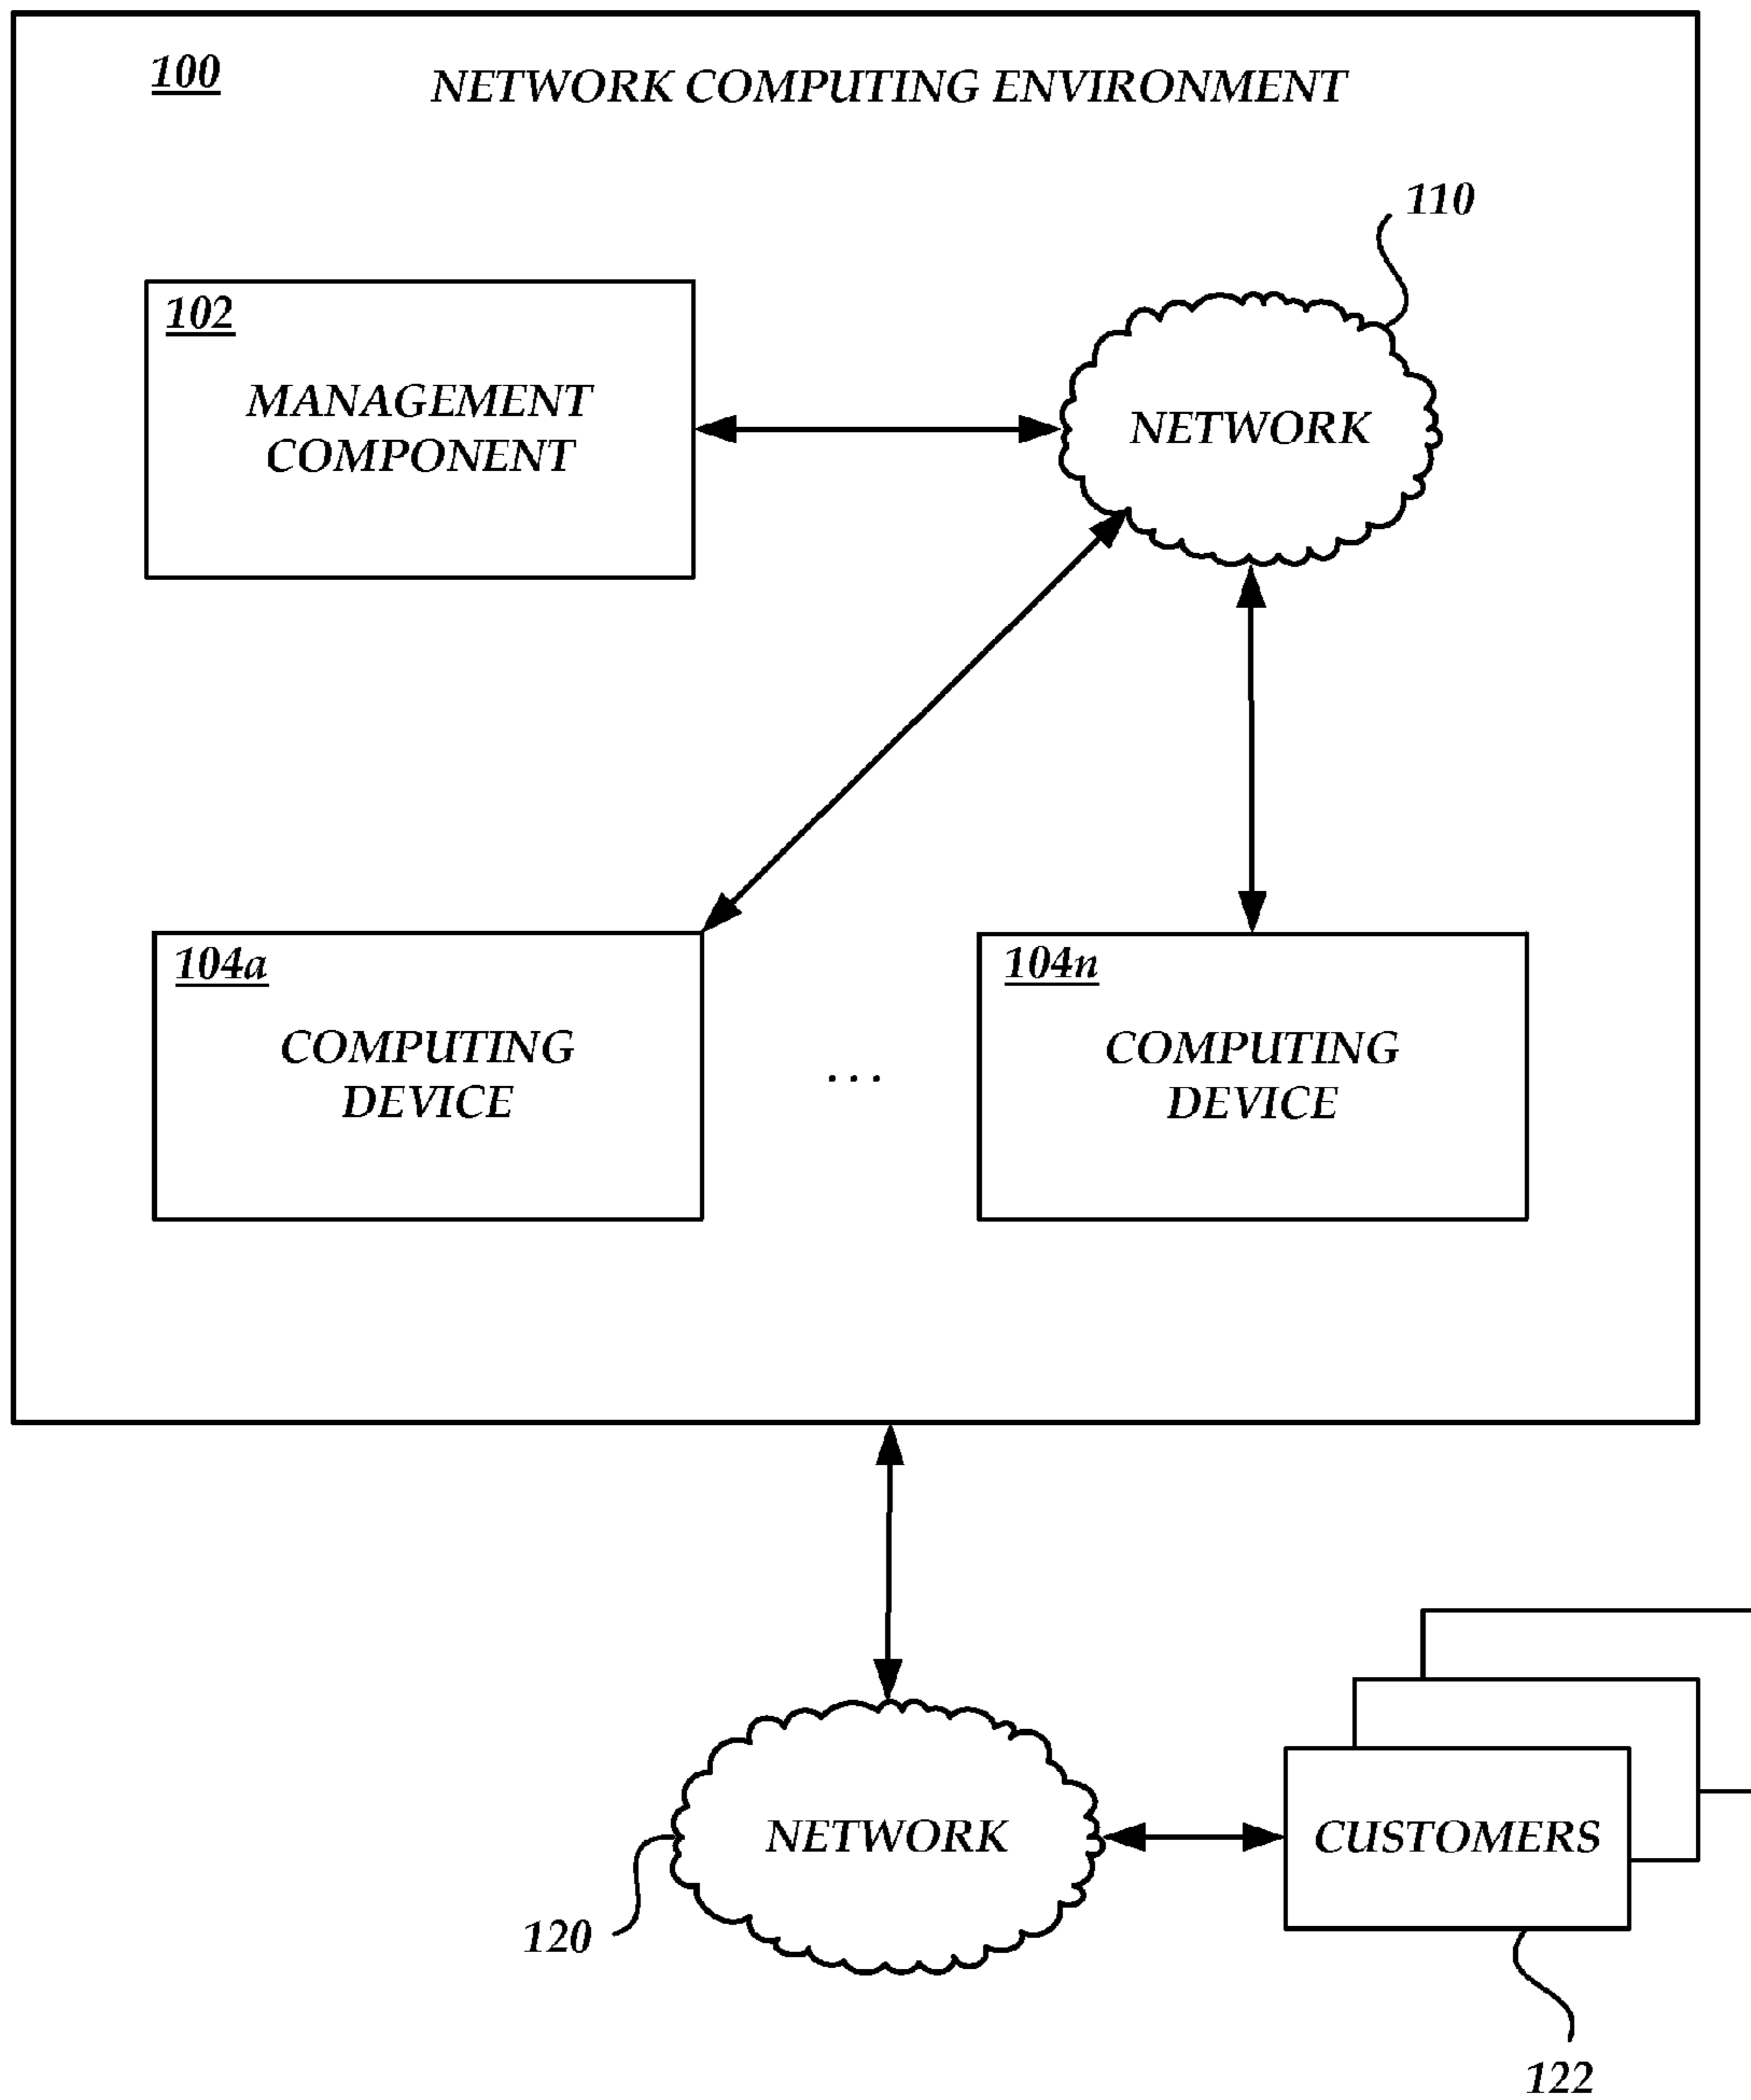 100
NETWORK COMPUTING ENVIRONMENT
110
102
MANAGEMENT
COMPONENT
NETWORK
104a
COMPUTING
DEVICE
...
104n
COMPUTING
DEVICE
NETWORK
120
CUSTOMERS
122